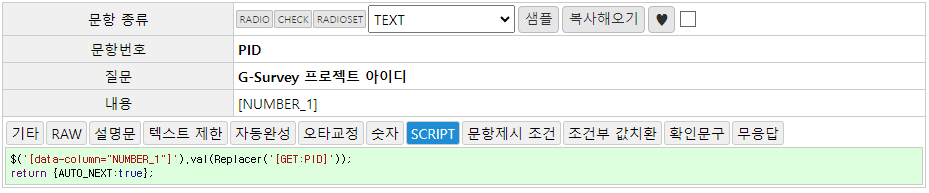 문항 종류 RADIO CHECK RADIOSET TEXT 샘플 복사해오기 ♥
문항번호 PID
질문 G-Survey 프로젝트 아이디
내용 [NUMBER_1]
기타 RAW 설명문 텍스트 제한 자동완성 오타교정 숫자 SCRIPT 문항제시 조건 조건부 값치환 확인문구 무응답
$('[data-column="NUMBER_1"]').val(Replacer('[GET:PID]'));
return {AUTO_NEXT:true};